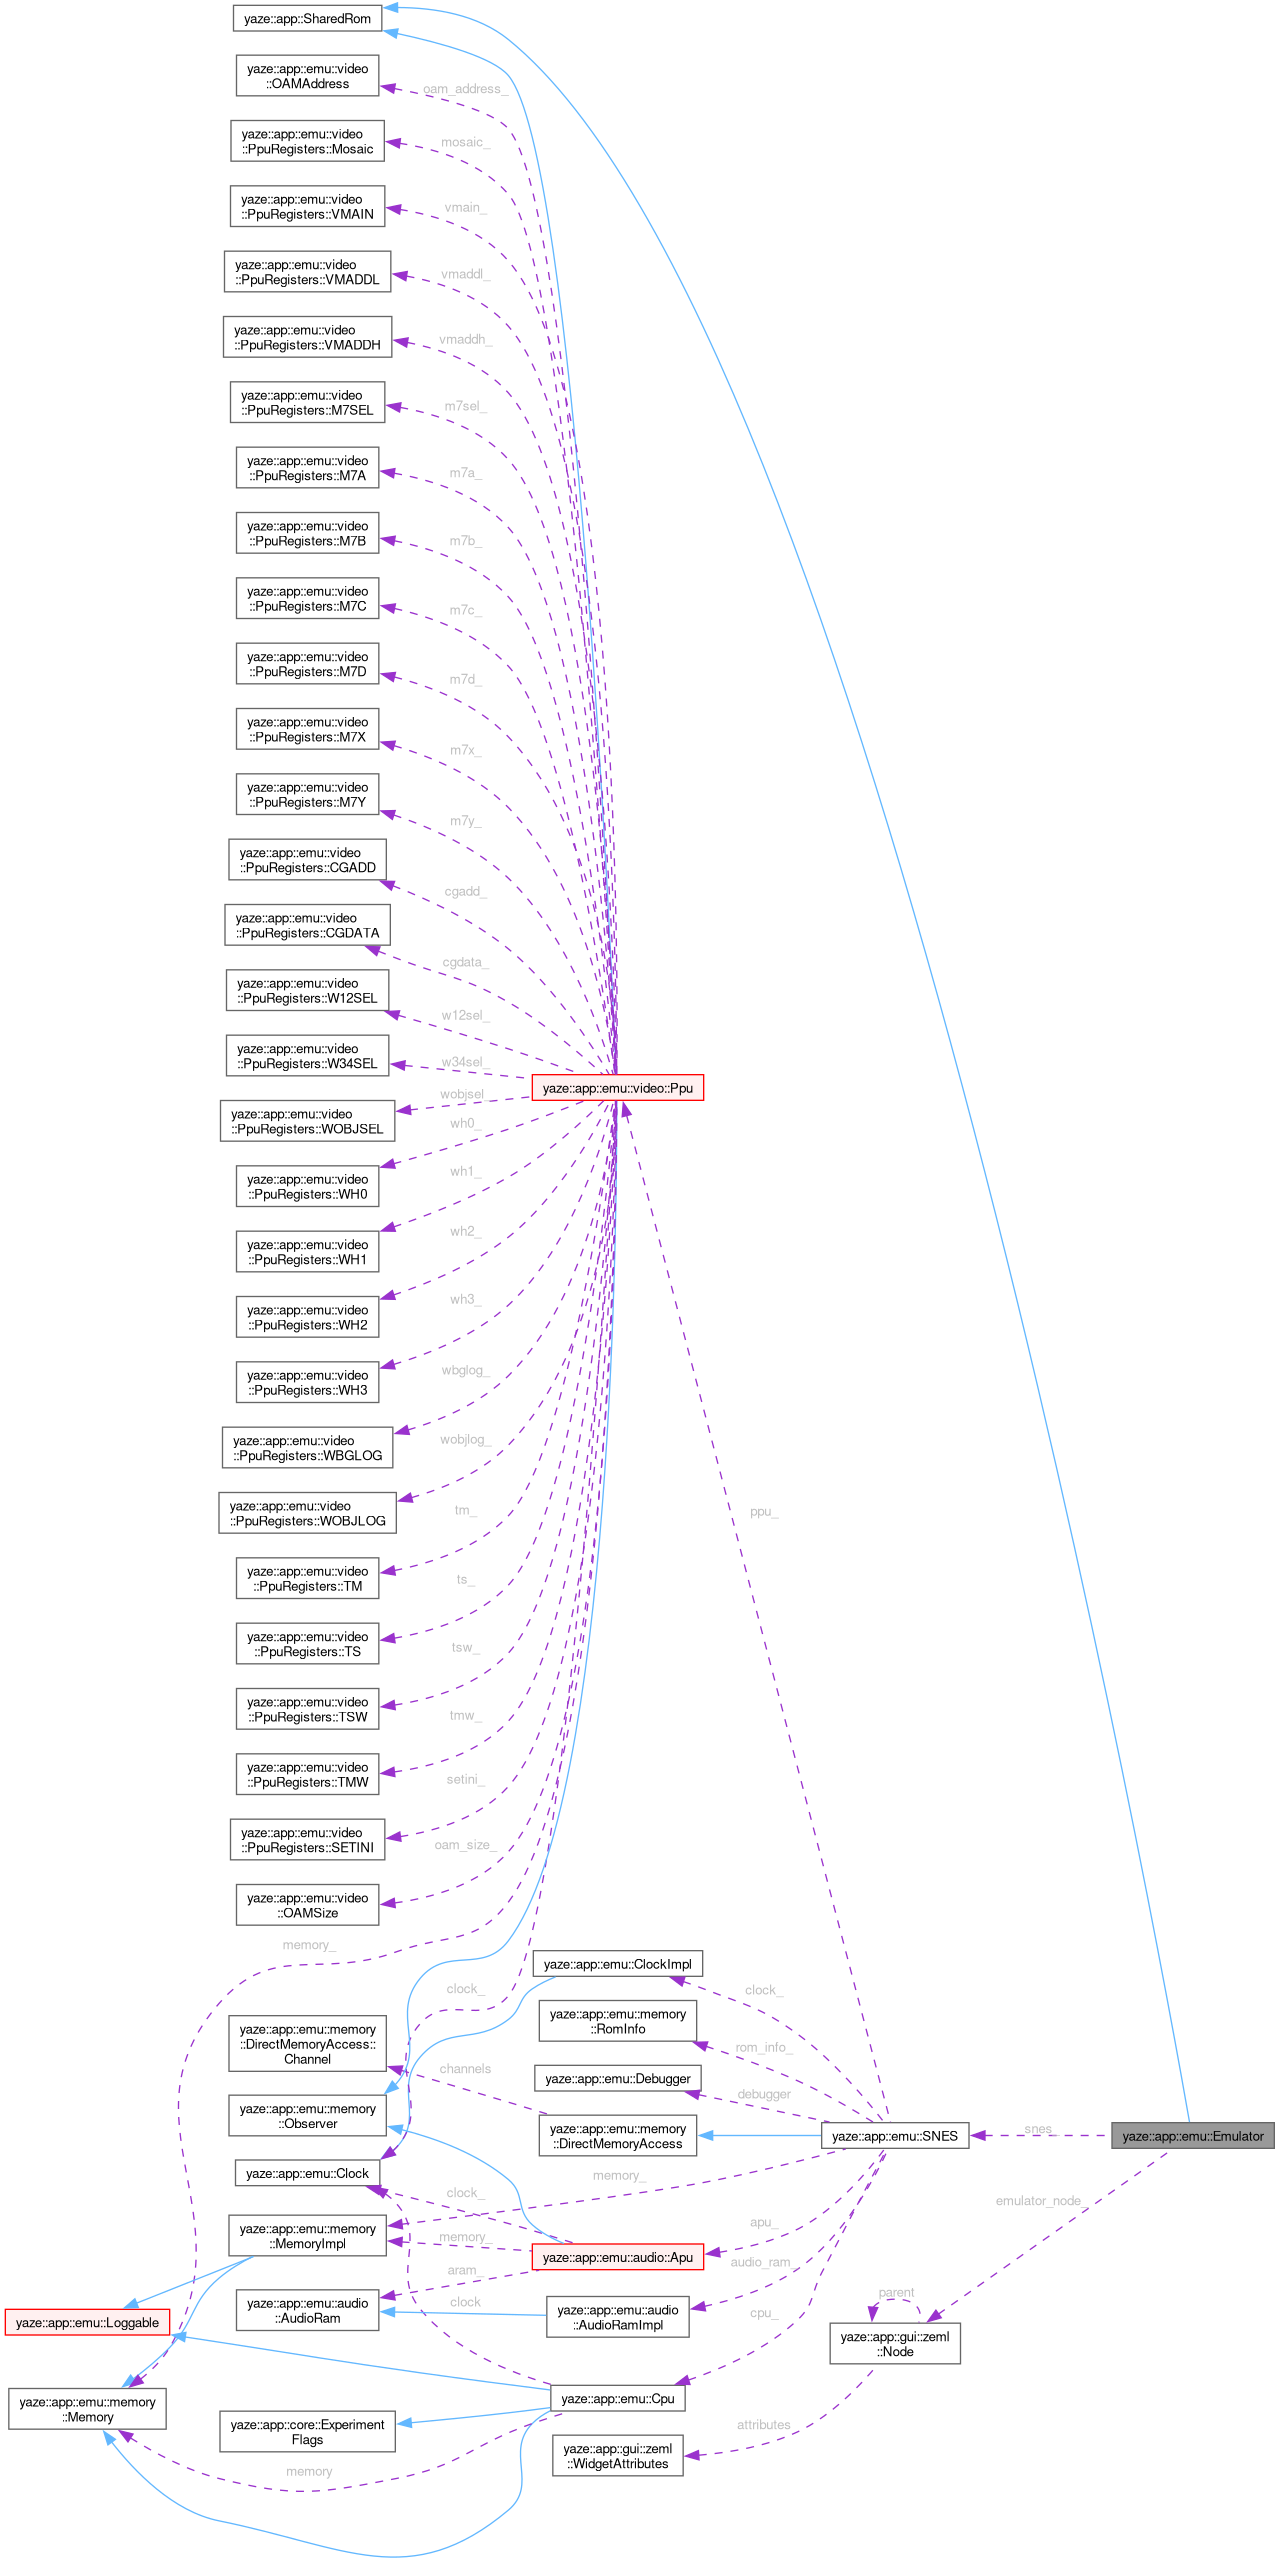 yaze::app::SharedRom
yaze::app::emu::video
::OAMAddress
oam_address_
yaze::app::emu::video
::PpuRegisters::Mosaic
mosaic_
yaze::app::emu::video
::PpuRegisters::VMAIN
vmain_
yaze::app::emu::video
::PpuRegisters::VMADDL
vmaddl_
yaze::app::emu::video
::PpuRegisters::VMADDH
vmaddh_
yaze::app::emu::video
::PpuRegisters::M7SEL
m7sel_
yaze::app::emu::video
::PpuRegisters::M7A
m7a_
yaze::app::emu::video
::PpuRegisters::M7B
m7b_
yaze::app::emu::video
::PpuRegisters::M7C
m7c_
yaze::app::emu::video
::PpuRegisters::M7D
m7d_
yaze::app::emu::video
::PpuRegisters::M7X
m7x_
yaze::app::emu::video
::PpuRegisters::M7Y
m7y_
yaze::app::emu::video
::PpuRegisters::CGADD
cgadd_
yaze::app::emu::video
::PpuRegisters::CGDATA
cgdata_
yaze::app::emu::video
::PpuRegisters::W12SEL
w12sel_
yaze::app::emu::video
::PpuRegisters::W34SEL
w34sel_
yaze::app::emu::video::Ppu
yaze::app::emu::video
::PpuRegisters::WOBJSEL
wobjsel_
yaze::app::emu::video
::PpuRegisters::WH0
wh0_
yaze::app::emu::video
::PpuRegisters::WH1
wh1_
yaze::app::emu::video
::PpuRegisters::WH2
wh2_
yaze::app::emu::video
::PpuRegisters::WH3
wh3_
yaze::app::emu::video
::PpuRegisters::WBGLOG
wbglog_
yaze::app::emu::video
::PpuRegisters::WOBJLOG
wobjlog_
ppu_
yaze::app::emu::video
::PpuRegisters::TM
tm_
yaze::app::emu::video
::PpuRegisters::TS
ts_
yaze::app::emu::video
::PpuRegisters::TSW
tsw_
yaze::app::emu::video
::PpuRegisters::TMW
tmw_
yaze::app::emu::video
::PpuRegisters::SETINI
setini_
yaze::app::emu::video
::OAMSize
oam_size_
memory_
yaze::app::emu::ClockImpl
clock_
clock_
yaze::app::emu::memory
::RomInfo
rom_info_
yaze::app::emu::memory
::DirectMemoryAccess::
Channel
channels
yaze::app::emu::Debugger
debugger
yaze::app::emu::memory
::Observer
yaze::app::emu::memory
::DirectMemoryAccess
yaze::app::emu::SNES
snes_
yaze::app::emu::Emulator
yaze::app::emu::Clock
memory_
clock_
emulator_node_
yaze::app::emu::memory
::MemoryImpl
memory_
apu_
yaze::app::emu::audio::Apu
aram_
audio_ram_
yaze::app::emu::audio
::AudioRam
clock
yaze::app::emu::audio
::AudioRamImpl
cpu_
parent
yaze::app::emu::Loggable
yaze::app::gui::zeml
::Node
yaze::app::emu::memory
::Memory
yaze::app::emu::Cpu
yaze::app::core::Experiment
Flags
attributes
memory
yaze::app::gui::zeml
::WidgetAttributes